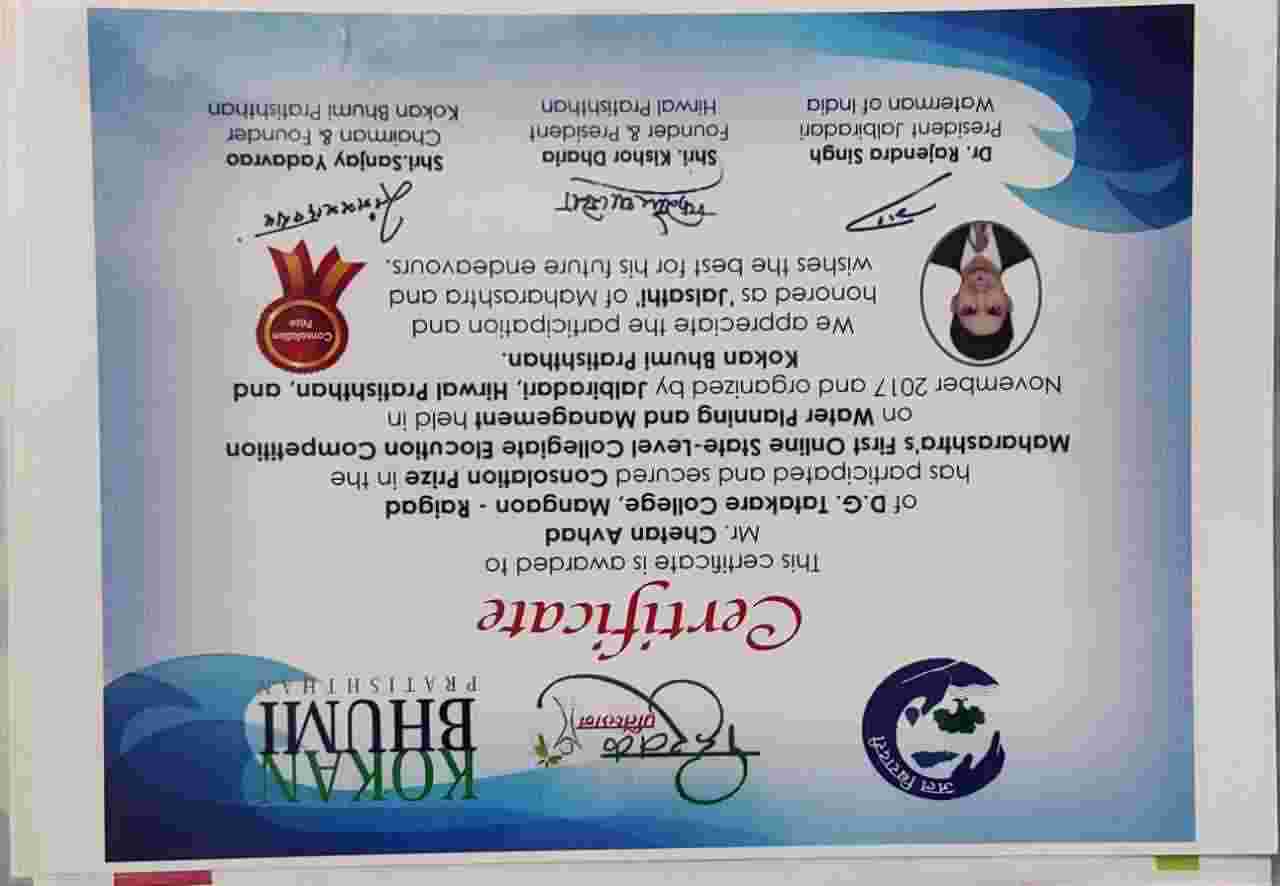 जल बिरादरी
हिरवळ
प्रतिष्ठान
KOKAN
BHUMI
PRATISHTHAN
Certificate
This certificate is awarded to
Mr. Chetan Avhad
of D.G. Tatakare College, Mangaon - Raigad
has participated and secured Consolation Prize in the
Maharashtra's First Online State-Level Collegiate Elocution Competition
on Water Planning and Management held in
November 2017 and organized by Jalbiradari, Hirwal Pratishthan, and
Kokan Bhumi Pratishthan.
We appreciate the participation and
honored as 'Jalsathi' of Maharashtra and
wishes the best for his future endeavours.
Consolation
Prize
Dr. Rajendra Singh
President Jalbiradari
Waterman of India
Shri. Kishor Dharia
Founder & President
Hirwal Pratishthan
Shri.Sanjay Yadavrao
Chairman & Founder
Kokan Bhumi Pratishthan